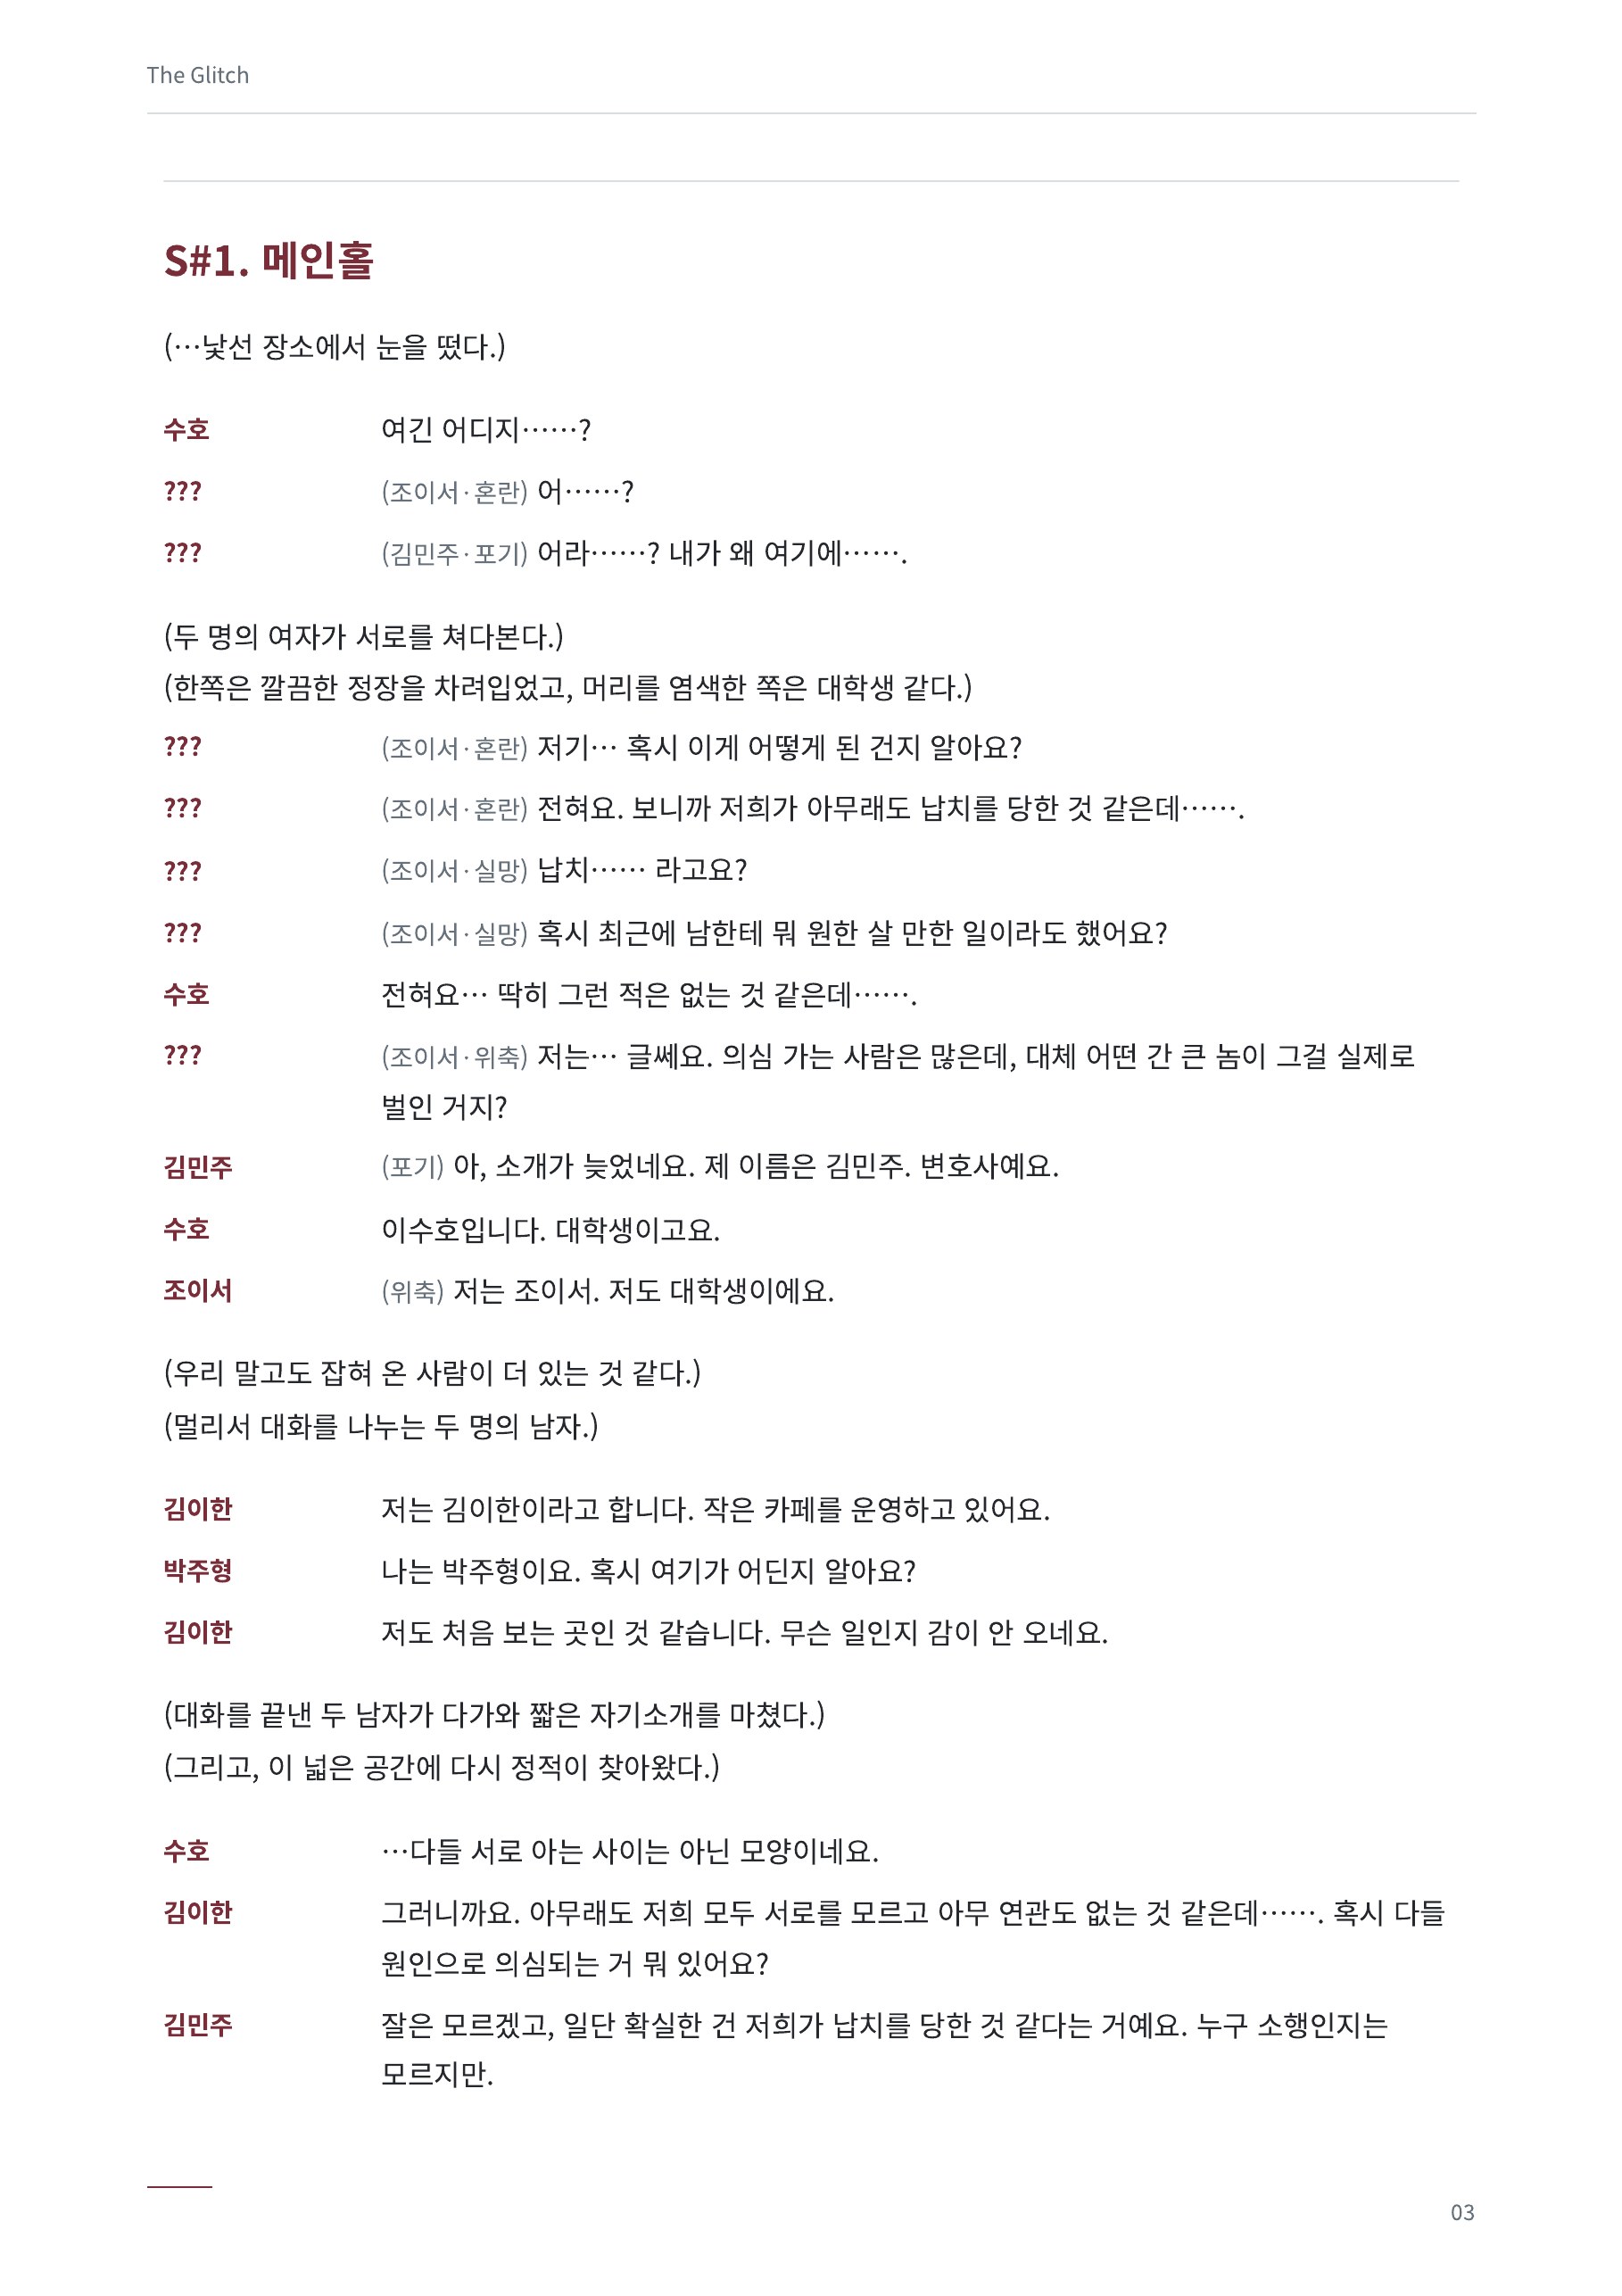 The Glitch
S#1. 메인홀
(…낯선 장소에서 눈을 떴다.)
수호 여긴 어디지……?
??? (조이서·혼란) 어……?
??? (김민주·포기) 어라……? 내가 왜 여기에…….
(두 명의 여자가 서로를 쳐다본다.)
(한쪽은 깔끔한 정장을 차려입었고, 머리를 염색한 쪽은 대학생 같다.)
??? (조이서·혼란) 저기… 혹시 이게 어떻게 된 건지 알아요?
??? (조이서·혼란) 전혀요. 보니까 저희가 아무래도 납치를 당한 것 같은데…….
??? (조이서·실망) 납치…… 라고요?
??? (조이서·실망) 혹시 최근에 남한테 뭐 원한 살 만한 일이라도 했어요?
수호 전혀요… 딱히 그런 적은 없는 것 같은데…….
??? (조이서·위축) 저는… 글쎄요. 의심 가는 사람은 많은데, 대체 어떤 간 큰 놈이 그걸 실제로
벌인 거지?
김민주 (포기) 아, 소개가 늦었네요. 제 이름은 김민주. 변호사예요.
수호 이수호입니다. 대학생이고요.
조이서 (위축) 저는 조이서. 저도 대학생이에요.
(우리 말고도 잡혀 온 사람이 더 있는 것 같다.)
(멀리서 대화를 나누는 두 명의 남자.)
김이한 저는 김이한이라고 합니다. 작은 카페를 운영하고 있어요.
박주형 나는 박주형이요. 혹시 여기가 어딘지 알아요?
김이한 저도 처음 보는 곳인 것 같습니다. 무슨 일인지 감이 안 오네요.
(대화를 끝낸 두 남자가 다가와 짧은 자기소개를 마쳤다.)
(그리고, 이 넓은 공간에 다시 정적이 찾아왔다.)
수호 …다들 서로 아는 사이는 아닌 모양이네요.
김이한 그러니까요. 아무래도 저희 모두 서로를 모르고 아무 연관도 없는 것 같은데……. 혹시 다들
원인으로 의심되는 거 뭐 있어요?
김민주 잘은 모르겠고, 일단 확실한 건 저희가 납치를 당한 것 같다는 거예요. 누구 소행인지는
모르지만.
03